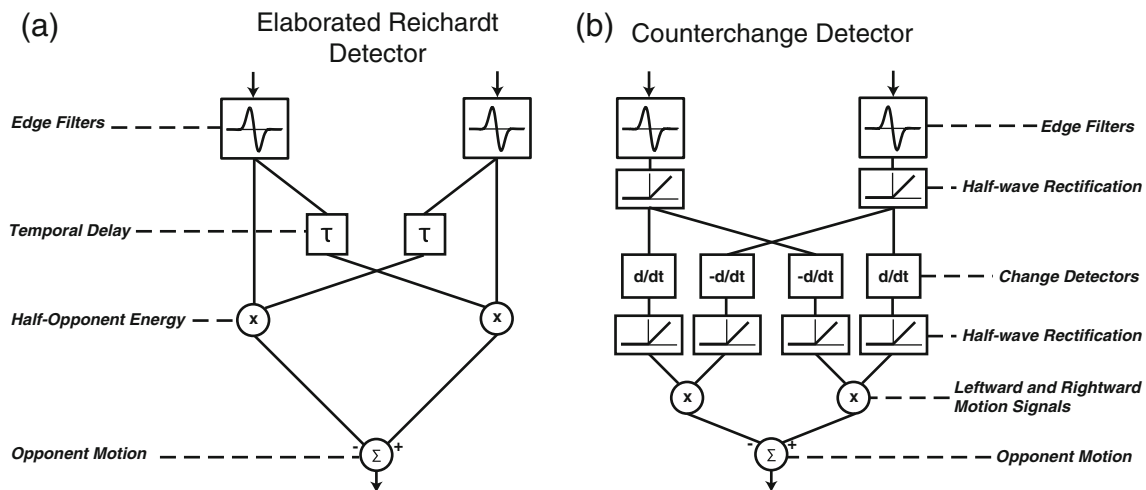 (a)
Elaborated Reichardt
Detector
Edge Filters
Temporal Delay
τ
τ
Half-Opponent Energy
x
x
Opponent Motion
-
Σ
+
(b)
Counterchange Detector
Edge Filters
Half-wave Rectification
d/dt
-d/dt
-d/dt
d/dt
Change Detectors
Half-wave Rectification
x
x
Leftward and Rightward
Motion Signals
-
Σ
+
Opponent Motion